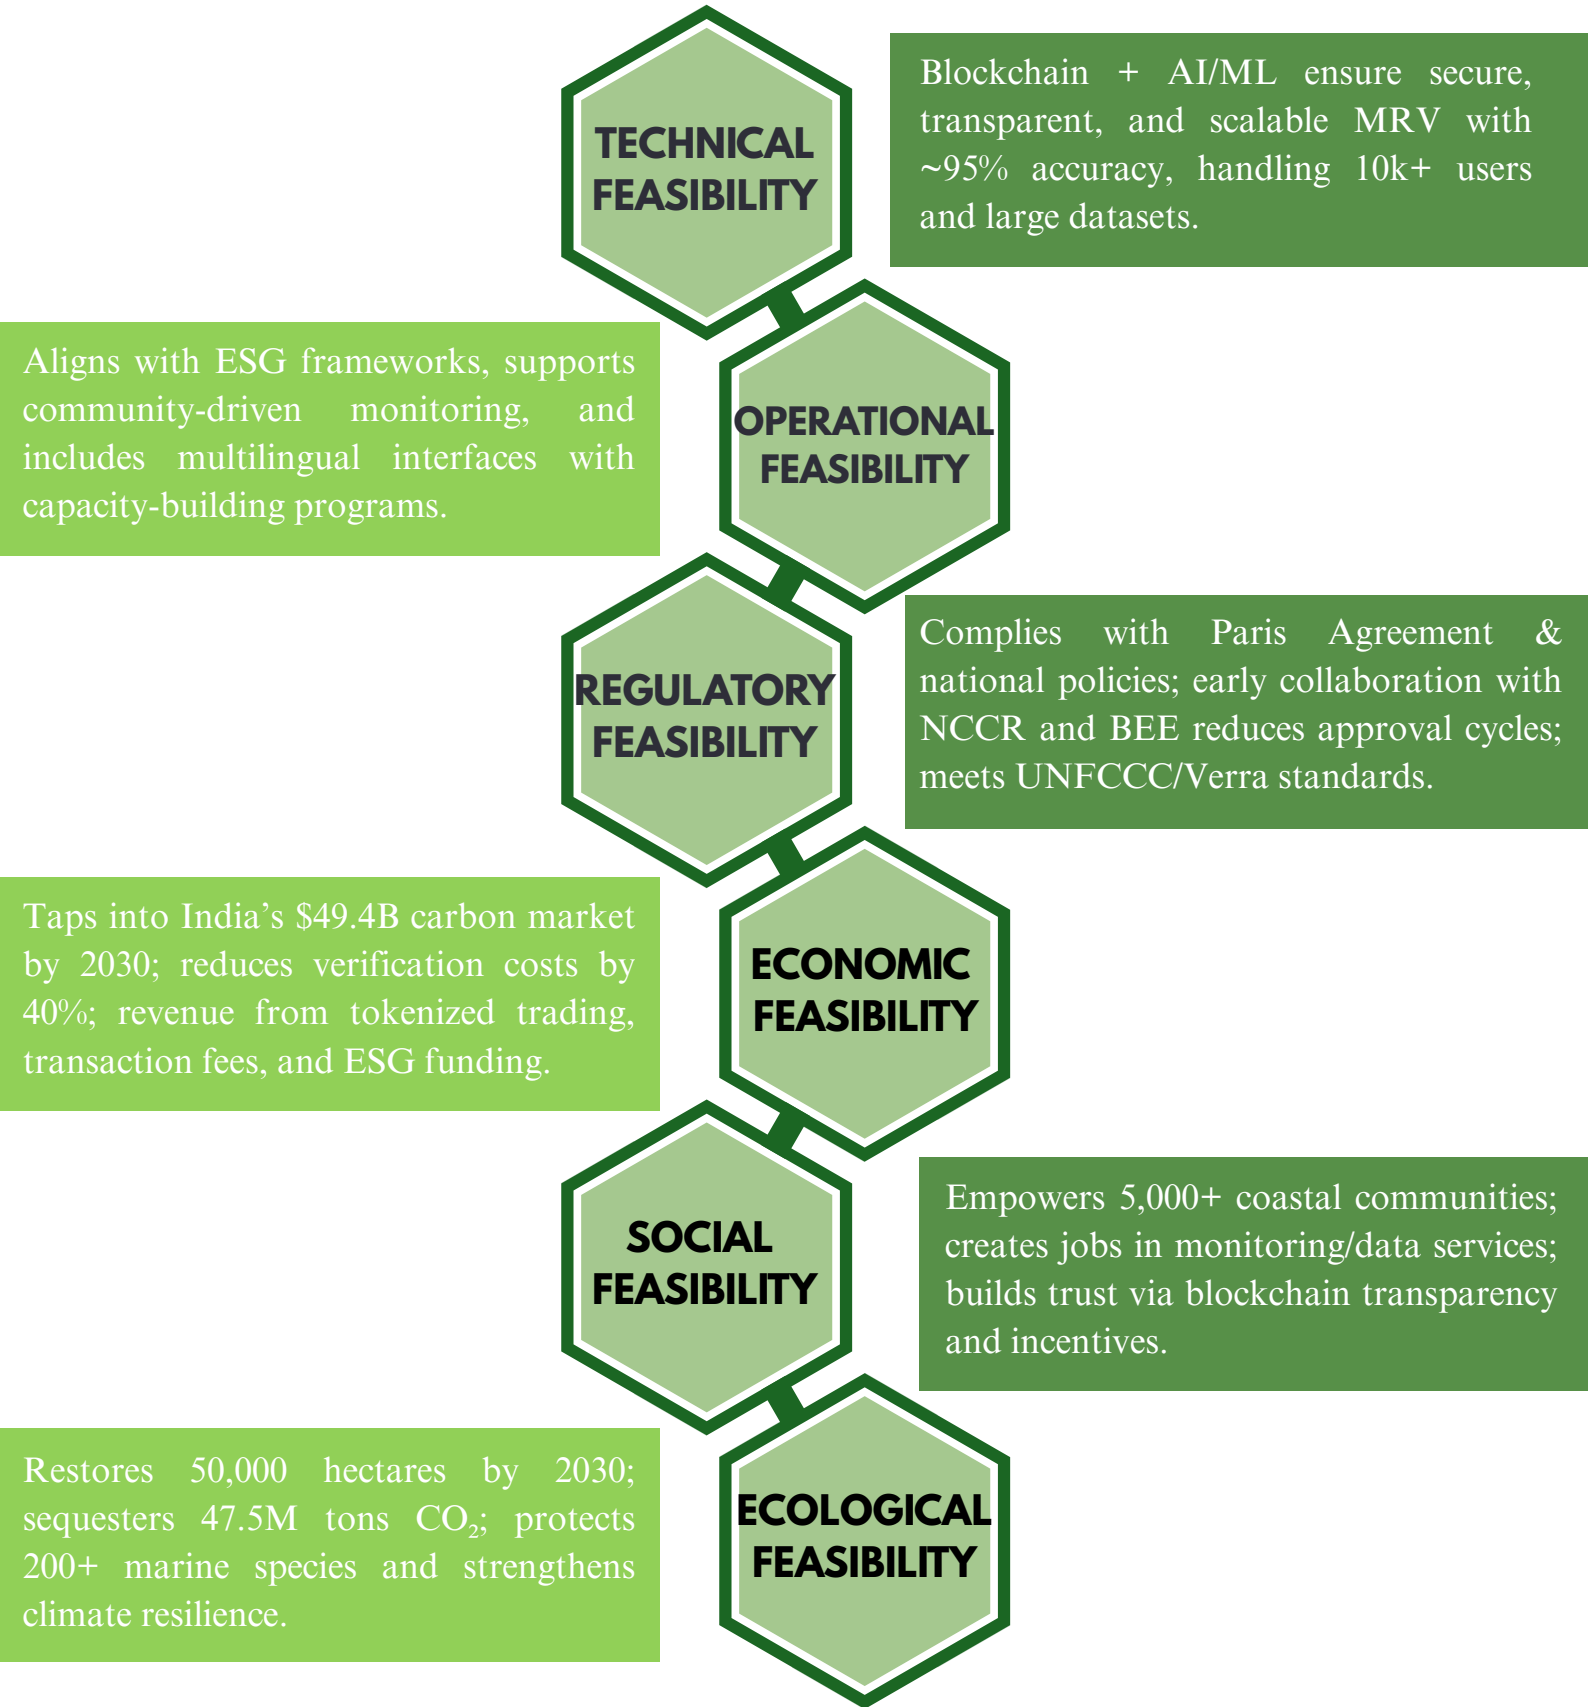 TECHNICAL
FEASIBILITY
Blockchain + AI/ML ensure secure,
transparent, and scalable MRV with
~95% accuracy, handling 10k+ users
and large datasets.
OPERATIONAL
FEASIBILITY
Aligns with ESG frameworks, supports
community-driven monitoring, and
includes multilingual interfaces with
capacity-building programs.
REGULATORY
FEASIBILITY
Complies with Paris Agreement &
national policies; early collaboration with
NCCR and BEE reduces approval cycles;
meets UNFCCC/Verra standards.
ECONOMIC
FEASIBILITY
Taps into India’s $49.4B carbon market
by 2030; reduces verification costs by
40%; revenue from tokenized trading,
transaction fees, and ESG funding.
SOCIAL
FEASIBILITY
Empowers 5,000+ coastal communities;
creates jobs in monitoring/data services;
builds trust via blockchain transparency
and incentives.
ECOLOGICAL
FEASIBILITY
Restores 50,000 hectares by 2030;
sequesters 47.5M tons CO₂; protects
200+ marine species and strengthens
climate resilience.